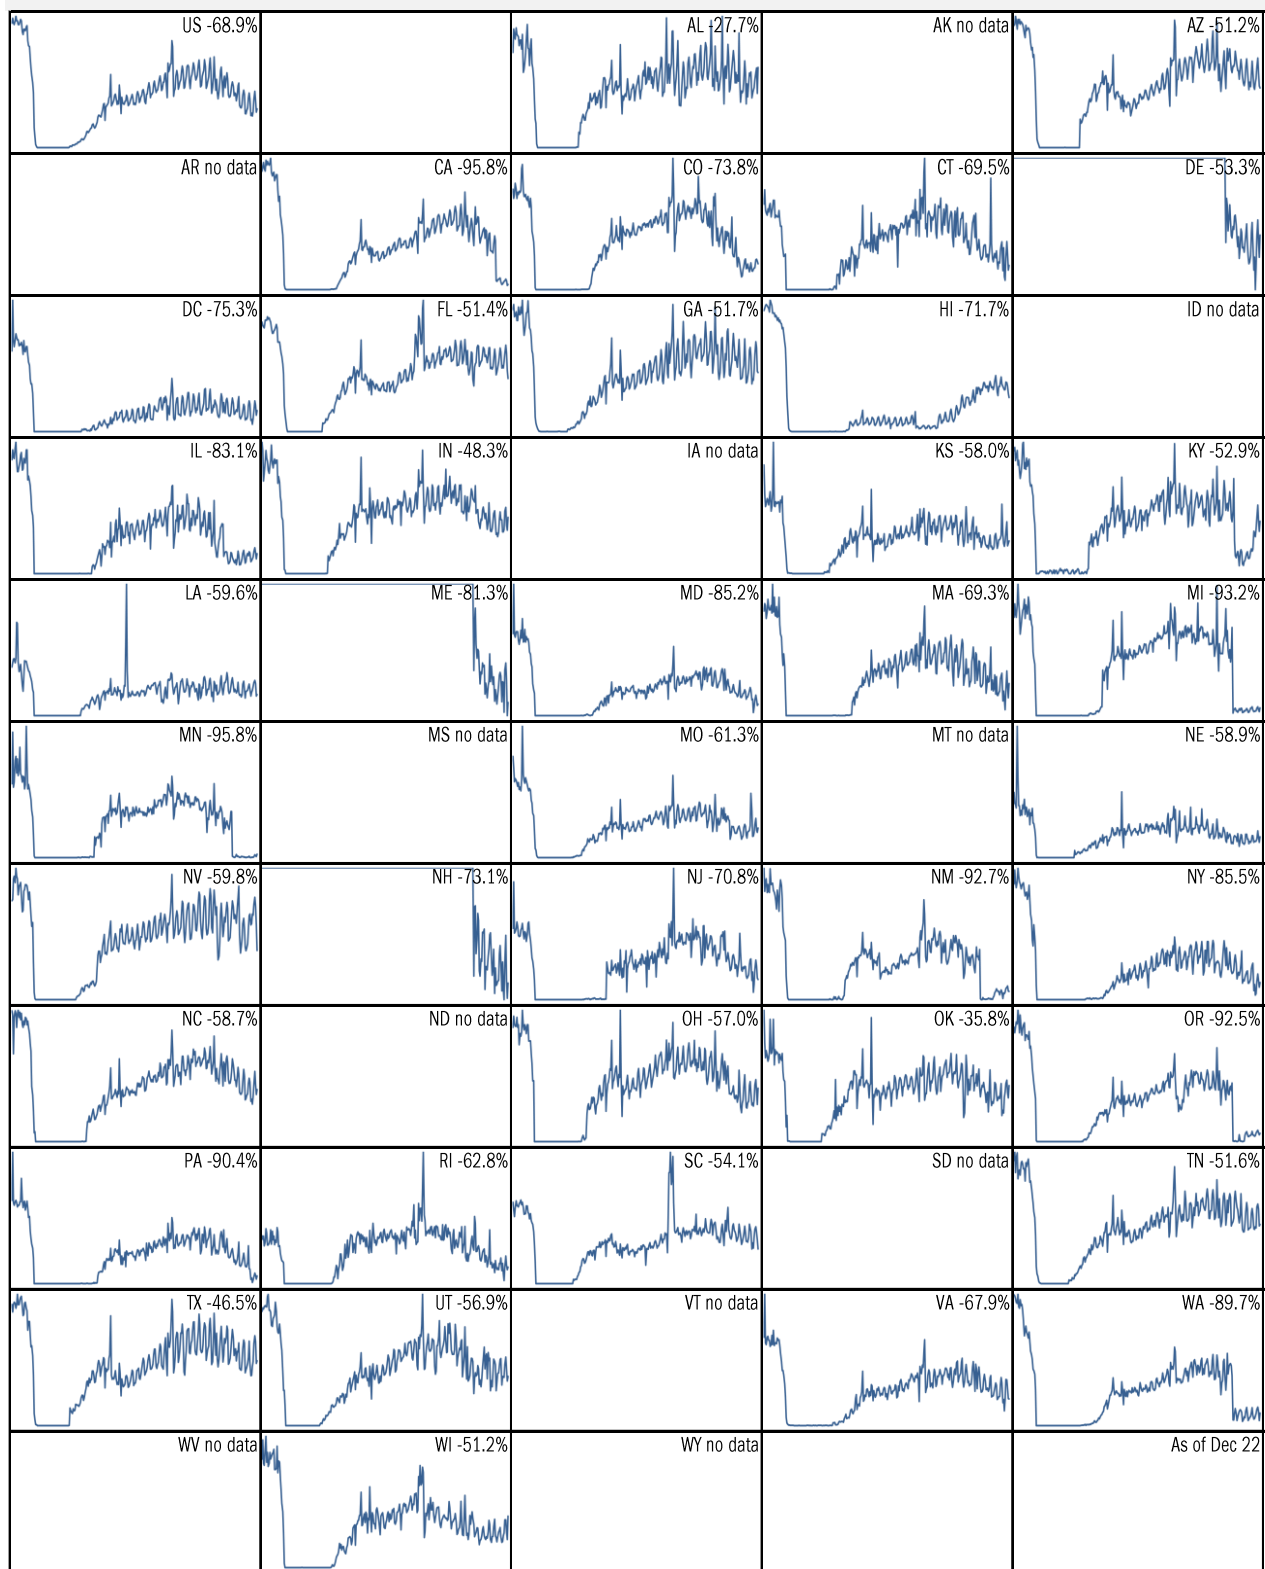 US -68.9%
AL -27.7%
AK no data
AZ -51.2%
AR no data
CA -95.8%
CO -73.8%
CT -69.5%
DE -53.3%
DC -75.3%
FL -51.4%
GA -51.7%
HI -71.7%
ID no data
IL -83.1%
IN -48.3%
IA no data
KS -58.0%
KY -52.9%
LA -59.6%
ME -81.3%
MD -85.2%
MA -69.3%
MI -93.2%
MN -95.8%
MS no data
MO -61.3%
MT no data
NE -58.9%
NV -59.8%
NH -73.1%
NJ -70.8%
NM -92.7%
NY -85.5%
NC -58.7%
ND no data
OH -57.0%
OK -35.8%
OR -92.5%
PA -90.4%
RI -62.8%
SC -54.1%
SD no data
TN -51.6%
TX -46.5%
UT -56.9%
VT no data
VA -67.9%
WA -89.7%
WV no data
WI -51.2%
WY no data
As of Dec 22